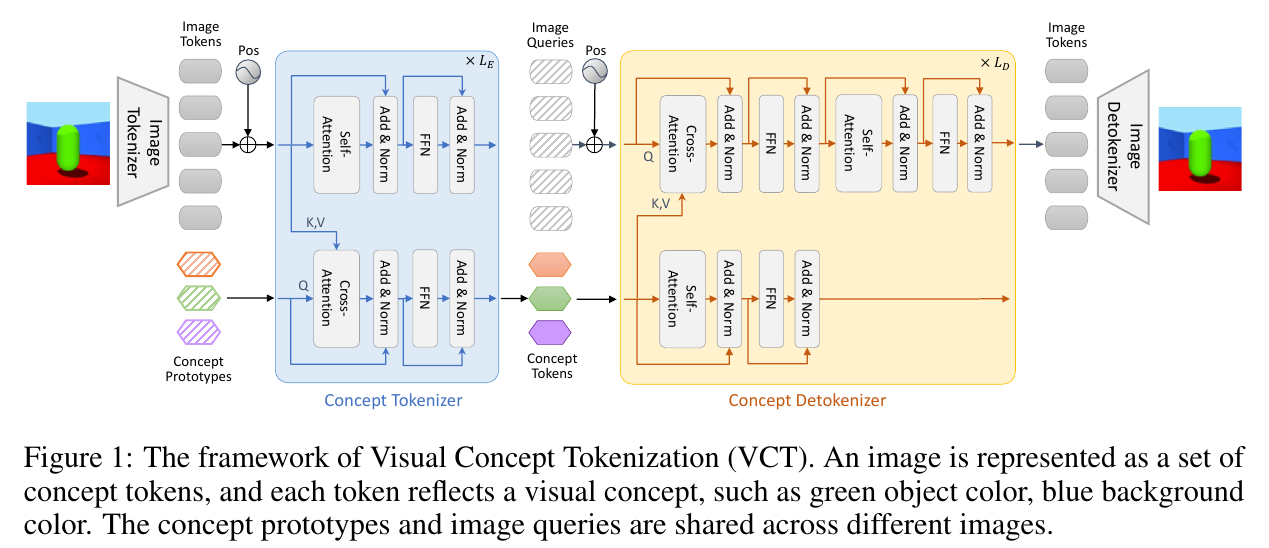 Image
Tokens
Pos
Image
Tokenizer
× L_E
Self-
Attention
Add & Norm
FFN
Add & Norm
K,V
Q
Cross-
Attention
Add & Norm
FFN
Add & Norm
Concept
Prototypes
Concept Tokenizer
Image
Queries
Pos
Concept
Tokens
× L_D
Q
Cross-
Attention
Add & Norm
FFN
Add & Norm
Self-
Attention
Add & Norm
FFN
Add & Norm
K,V
Self-
Attention
Add & Norm
FFN
Add & Norm
Concept Detokenizer
Image
Tokens
Image
Detokenizer
Figure 1: The framework of Visual Concept Tokenization (VCT). An image is represented as a set of
concept tokens, and each token reflects a visual concept, such as green object color, blue background
color. The concept prototypes and image queries are shared across different images.